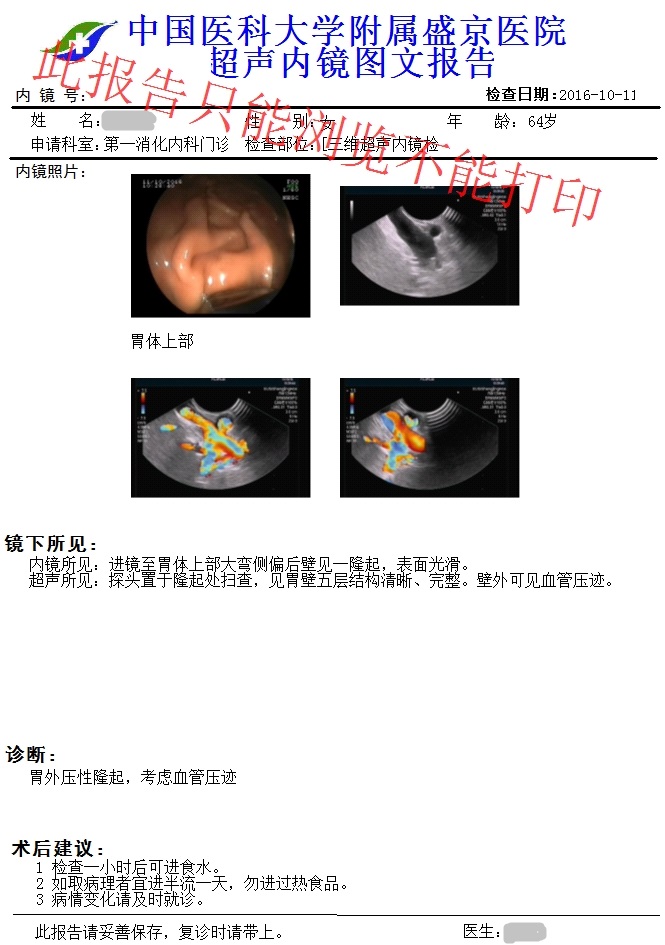 中国医科大学附属盛京医院
超声内镜图文报告
此报告只能浏览不能打印
内 镜 号:
检查日期:2016-10-11
姓 名:
性 别:女
年 龄: 64岁
申请科室:第一消化内科门诊
检查部位:[三维超声内镜检
内镜照片:
胃体上部
镜下所见:
内镜所见: 进镜至胃体上部大弯侧偏后壁见一隆起，表面光滑。
超声所见: 探头置于隆起处扫查，见胃壁五层结构清晰、完整。壁外可见血管压迹。
诊断:
胃外压性隆起，考虑血管压迹
术后建议:
1 检查一小时后可进食水。
2 如取病理者宜进半流一天，勿进过热食品。
3 病情变化请及时就诊。
此报告请妥善保存，复诊时请带上。
医生: